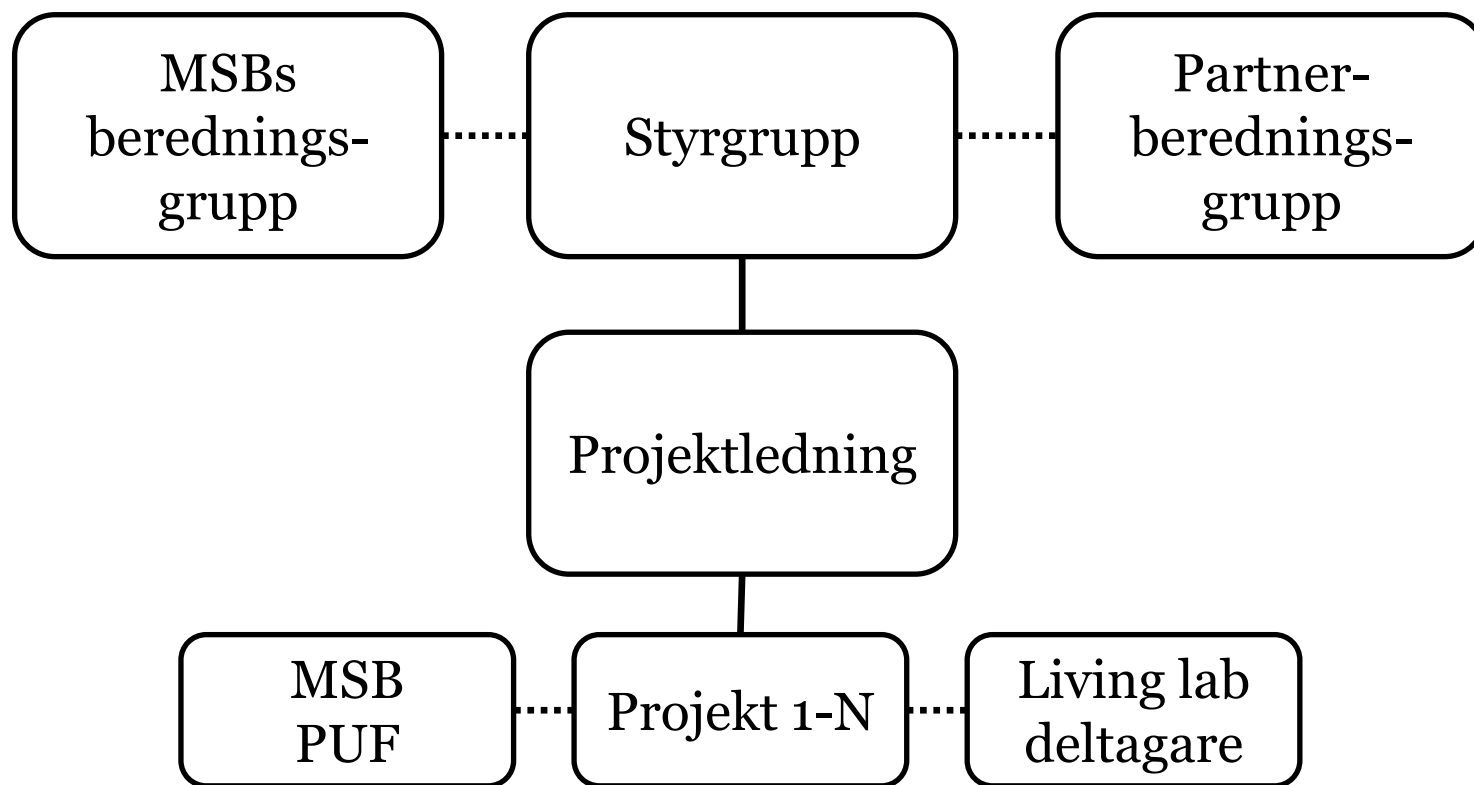 MSBs
berednings-
grupp
Styrgrupp
Partner-
berednings-
grupp
Projektledning
MSB
PUF
Projekt 1-N
Living lab
deltagare